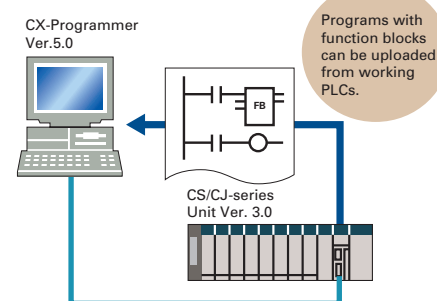 CX-Programmer
Ver.5.0
Programs with
function blocks
can be uploaded
from working
PLCs.
FB
CS/CJ-series
Unit Ver. 3.0